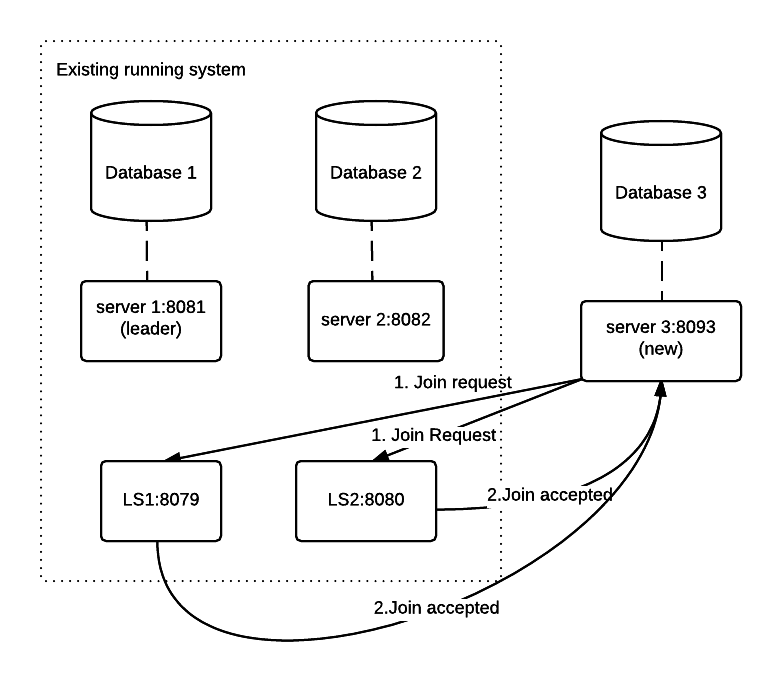 Existing running system
Database 1
Database 2
Database 3
server 1:8081
(leader)
server 2:8082
server 3:8093
(new)
1. Join request
1. Join Request
LS1:8079
LS2:8080
2.Join accepted
2.Join accepted